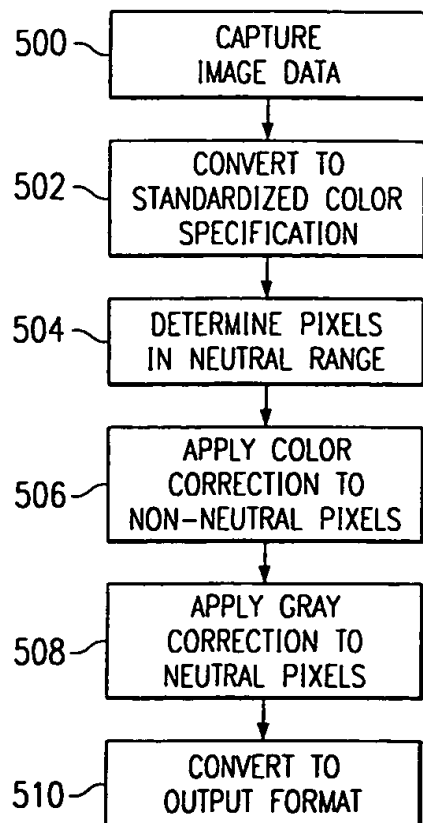 500
CAPTURE
IMAGE DATA
502
CONVERT TO
STANDARDIZED COLOR
SPECIFICATION
504
DETERMINE PIXELS
IN NEUTRAL RANGE
506
APPLY COLOR
CORRECTION TO
NON-NEUTRAL PIXELS
508
APPLY GRAY
CORRECTION TO
NEUTRAL PIXELS
510
CONVERT TO
OUTPUT FORMAT